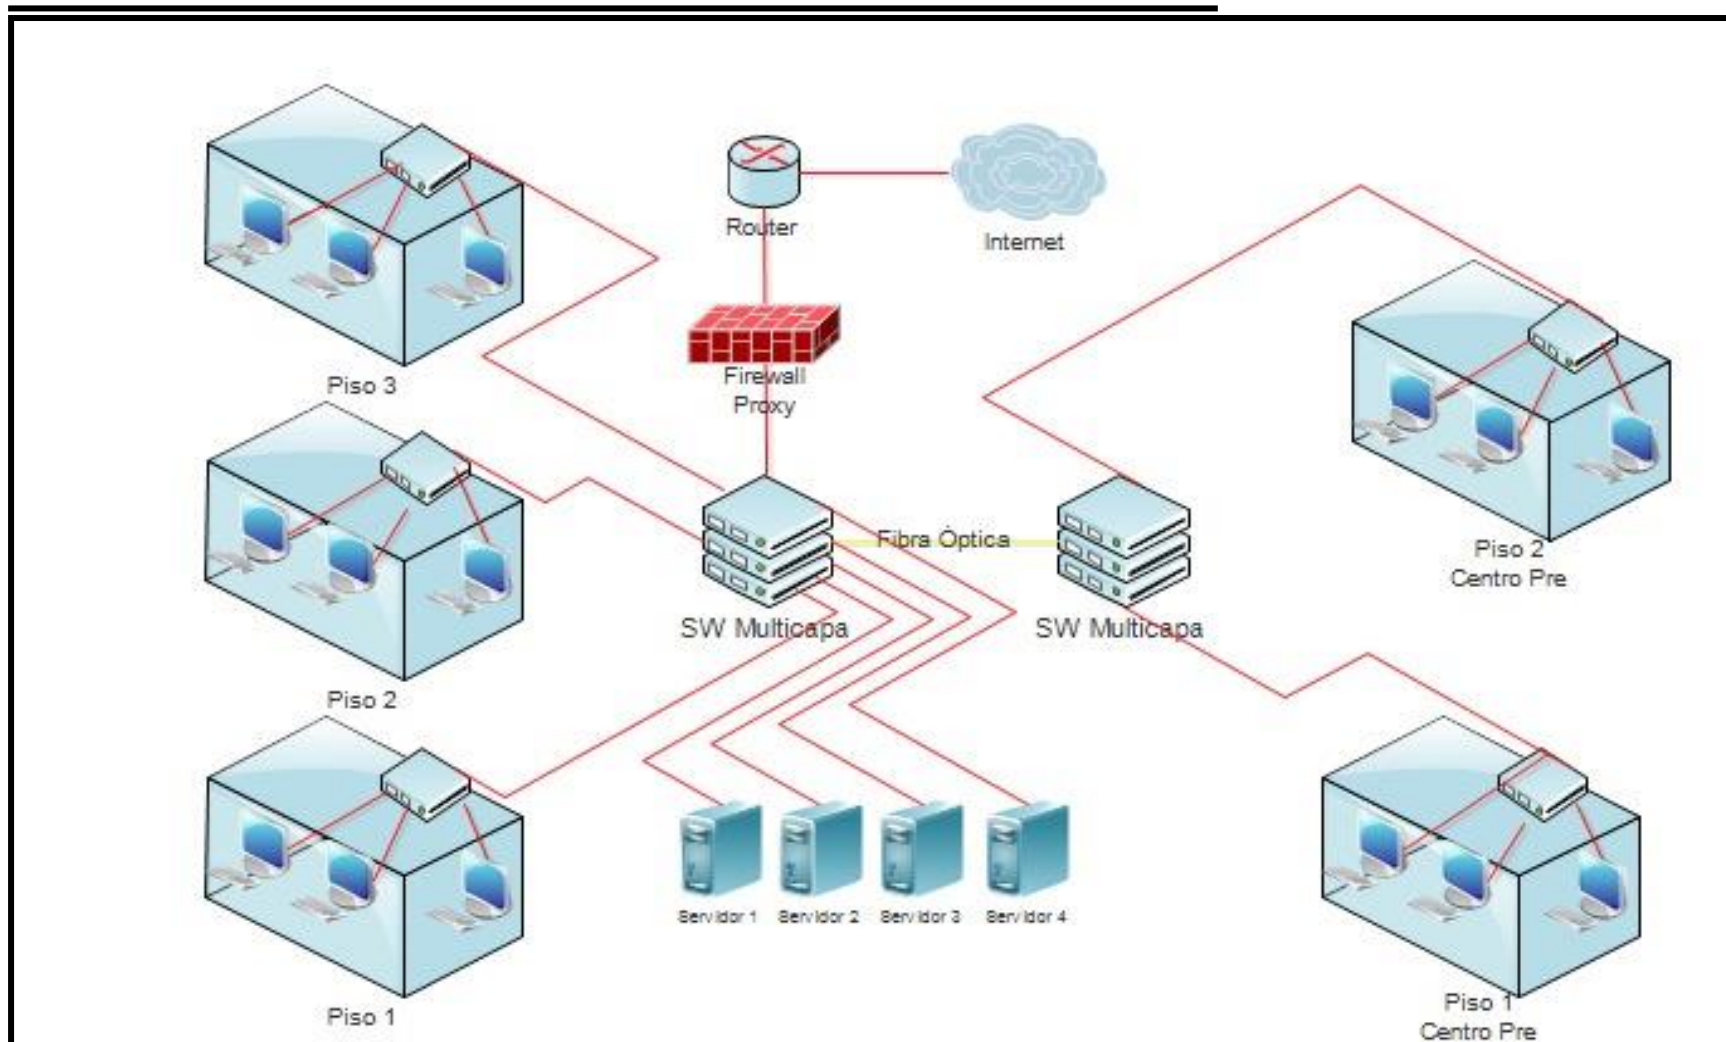 Router
Internet
Firewall
Proxy
Piso 3
Fibra Óptica
Piso 2
Centro Pre
SW Multicapa
SW Multicapa
Piso 2
Servidor 1
Servidor 2
Servidor 3
Servidor 4
Piso 1
Piso 1
Centro Pre